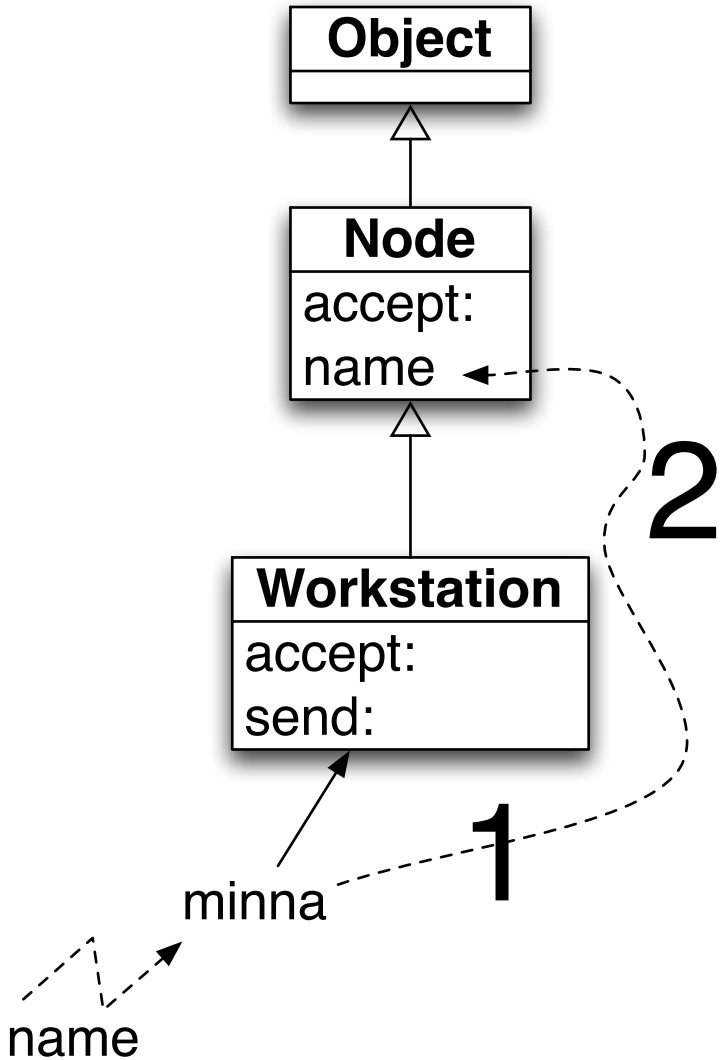 Object
Node
accept:
name
2
Workstation
accept:
send:
1
minna
name